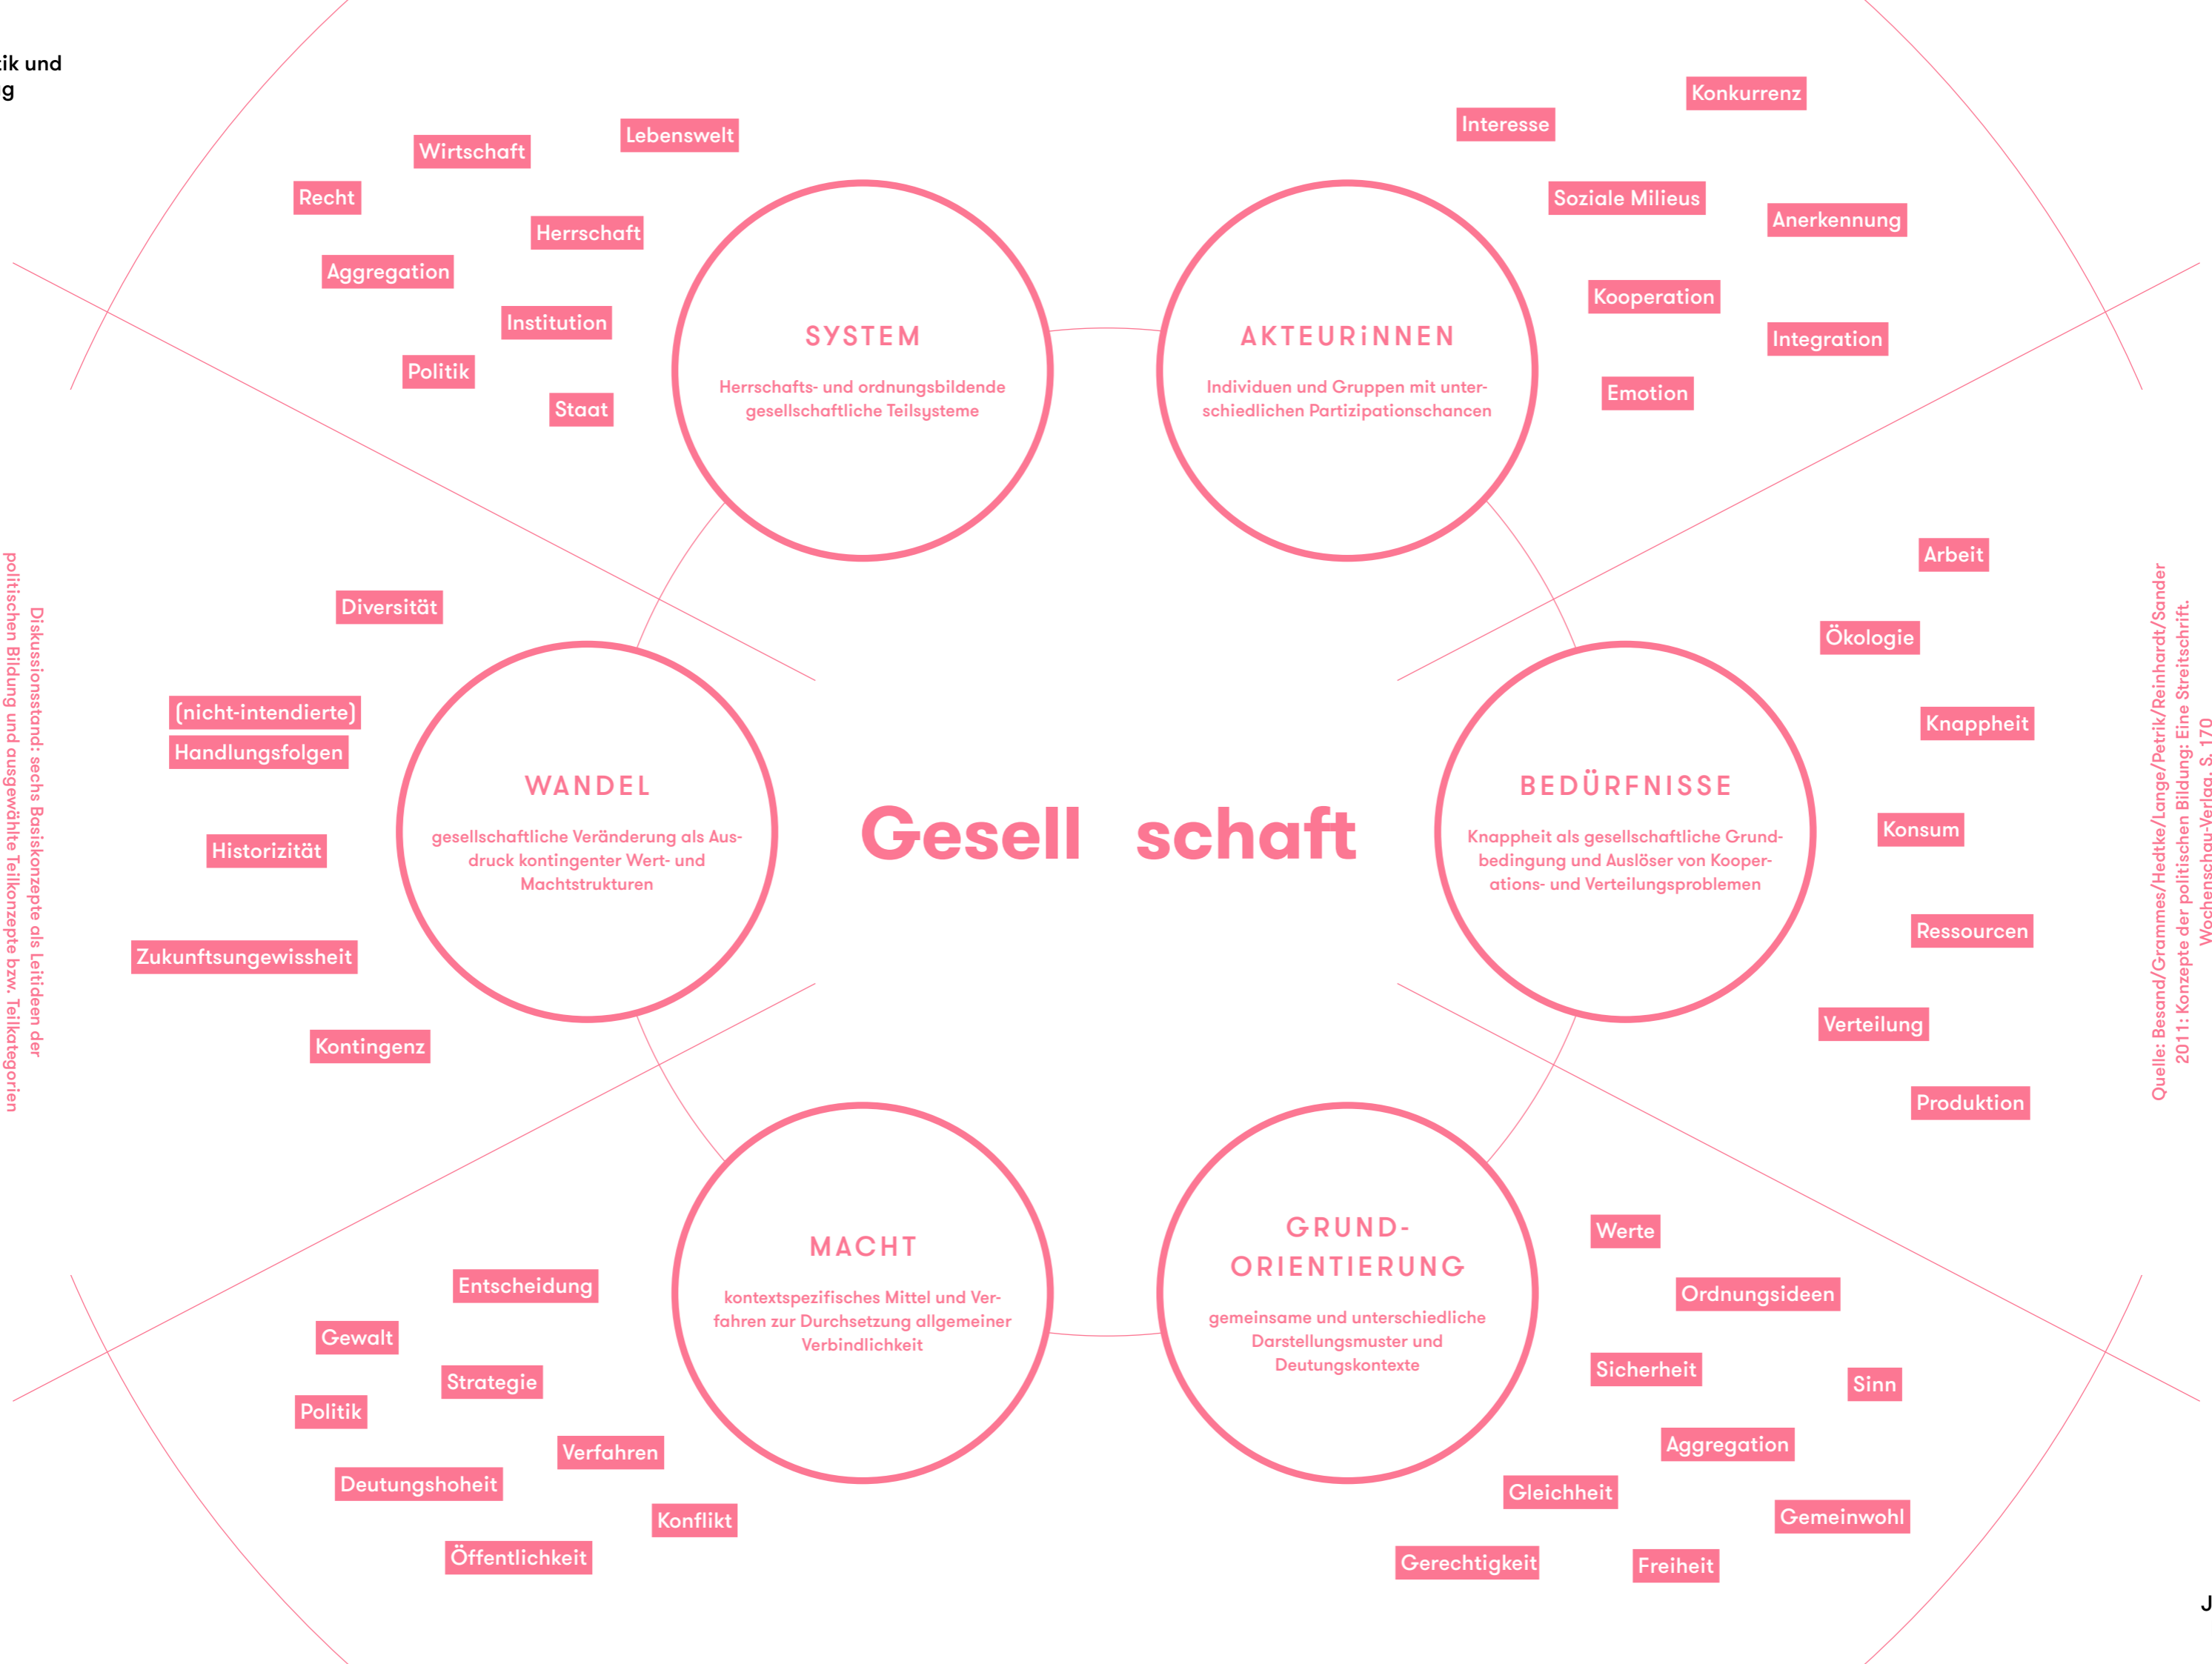 ik und
g
Lebenswelt
Wirtschaft
Recht
Herrschaft
Aggregation
Institution
Politik
Staat
SYSTEM
Herrschafts- und ordnungsbildende
gesellschaftliche Teilsysteme
AKTEURiNNEN
Individuen und Gruppen mit unter-
schiedlichen Partizipationschancen
Konkurrenz
Interesse
Soziale Milieus
Anerkennung
Kooperation
Integration
Emotion
Diskussionsstand: sechs Basiskonzepte als Leitideen der
politischen Bildung und ausgewählte Teilkonzepte bzw. Teilkategorien
Diversität
(nicht-intendierte)
Handlungsfolgen
Historizität
Zukunftsungewissheit
Kontingenz
WANDEL
gesellschaftliche Veränderung als Aus-
druck kontingenter Wert- und
Machtstrukturen
Gesell schaft
BEDÜRFNISSE
Knappheit als gesellschaftliche Grund-
bedingung und Auslöser von Kooper-
ations- und Verteilungsproblemen
Arbeit
Ökologie
Knappheit
Konsum
Ressourcen
Verteilung
Produktion
Quelle: Besand/Grammes/Hedtke/Lange/Petrik/Reinhardt/Sander
2011: Konzepte der politischen Bildung: Eine Streitschrift.
Wochenschau-Verlag, S. 170
MACHT
kontextspezifisches Mittel und Ver-
fahren zur Durchsetzung allgemeiner
Verbindlichkeit
Entscheidung
Gewalt
Strategie
Politik
Verfahren
Deutungshoheit
Konflikt
Öffentlichkeit
GRUND-
ORIENTIERUNG
gemeinsame und unterschiedliche
Darstellungsmuster und
Deutungskontexte
Werte
Ordnungsideen
Sicherheit
Sinn
Aggregation
Gleichheit
Gemeinwohl
Gerechtigkeit
Freiheit
J